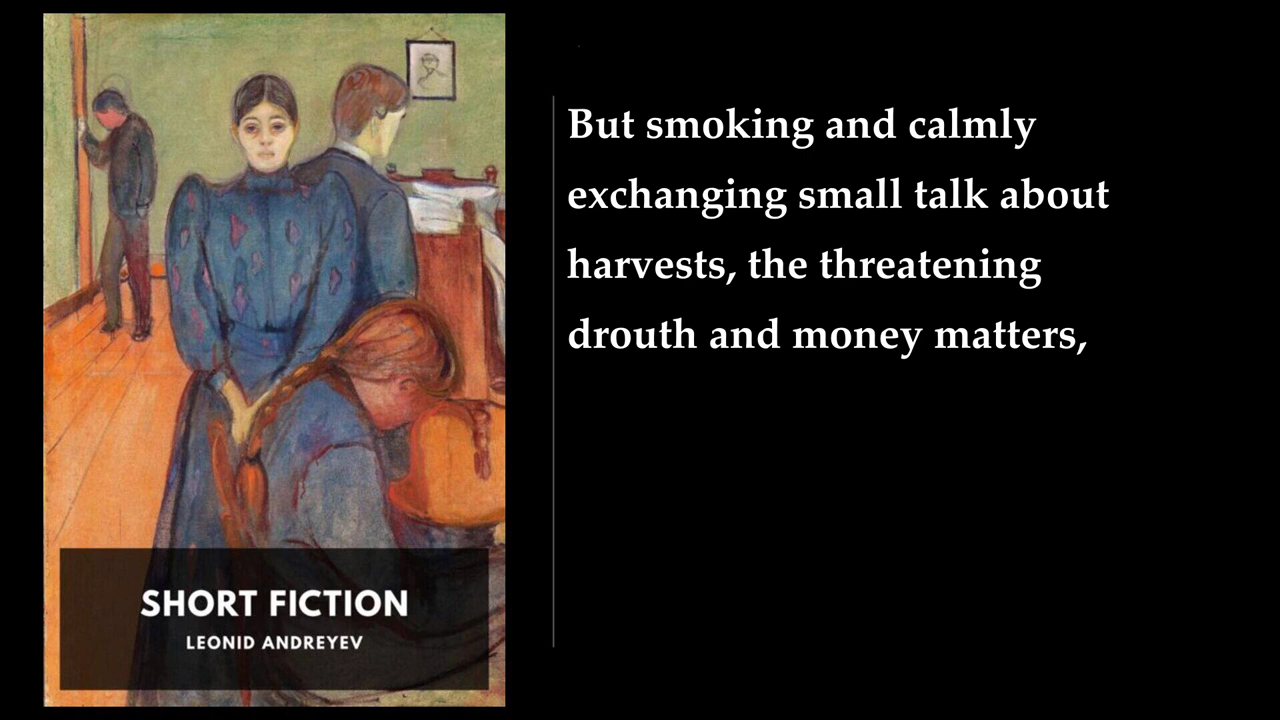 SHORT FICTION
LEONID ANDREYEV
But smoking and calmly
exchanging small talk about
harvests, the threatening
drouth and money matters,